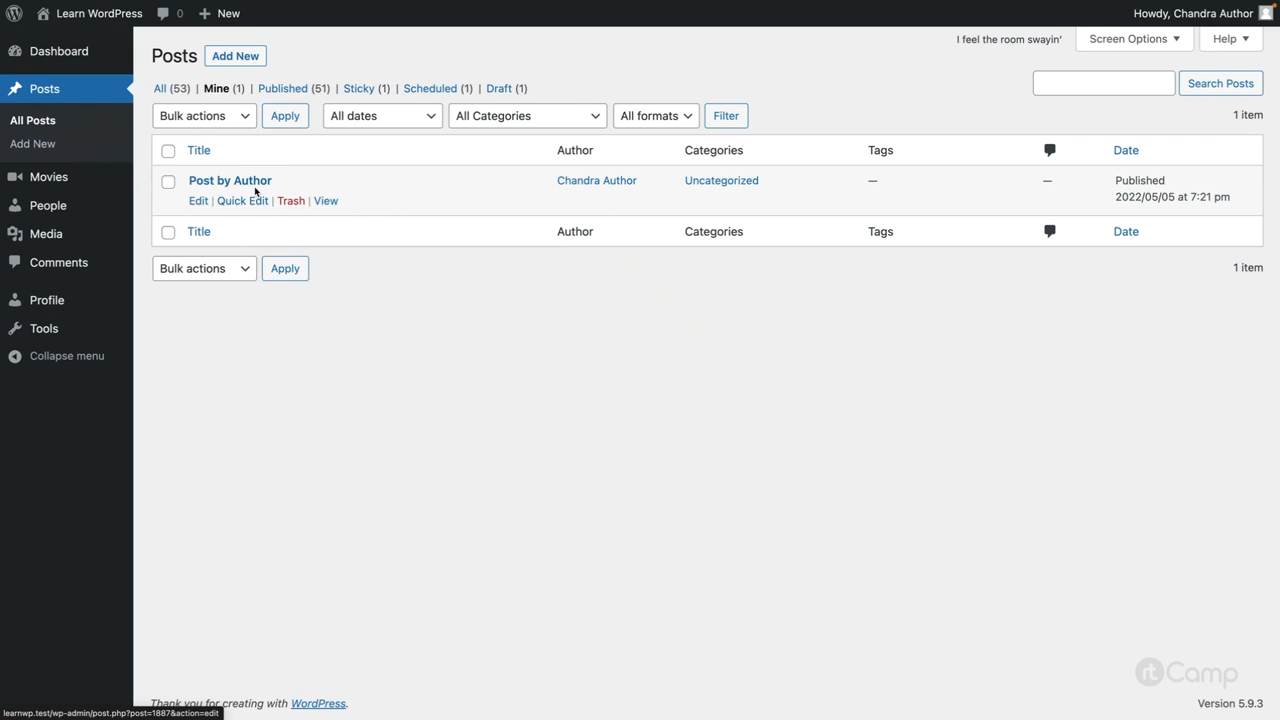 Learn WordPress 0 + New Howdy, Chandra Author
Dashboard
Posts
All Posts
Add New
Movies
People
Media
Comments
Profile
Tools
Collapse menu
I feel the room swayin' Screen Options Help
Posts Add New
All (53) | Mine (1) | Published (51) | Sticky (1) | Scheduled (1) | Draft (1)
Search Posts
Bulk actions Apply All dates All Categories All formats Filter 1 item
Title Author Categories Tags Date
Post by Author Chandra Author Uncategorized — — Published
Edit | Quick Edit | Trash | View 2022/05/05 at 7:21 pm
Title Author Categories Tags Date
Bulk actions Apply 1 item
rtCamp
Thank you for creating with WordPress. Version 5.9.3
learnwp.test/wp-admin/post.php?post=1887&action=edit